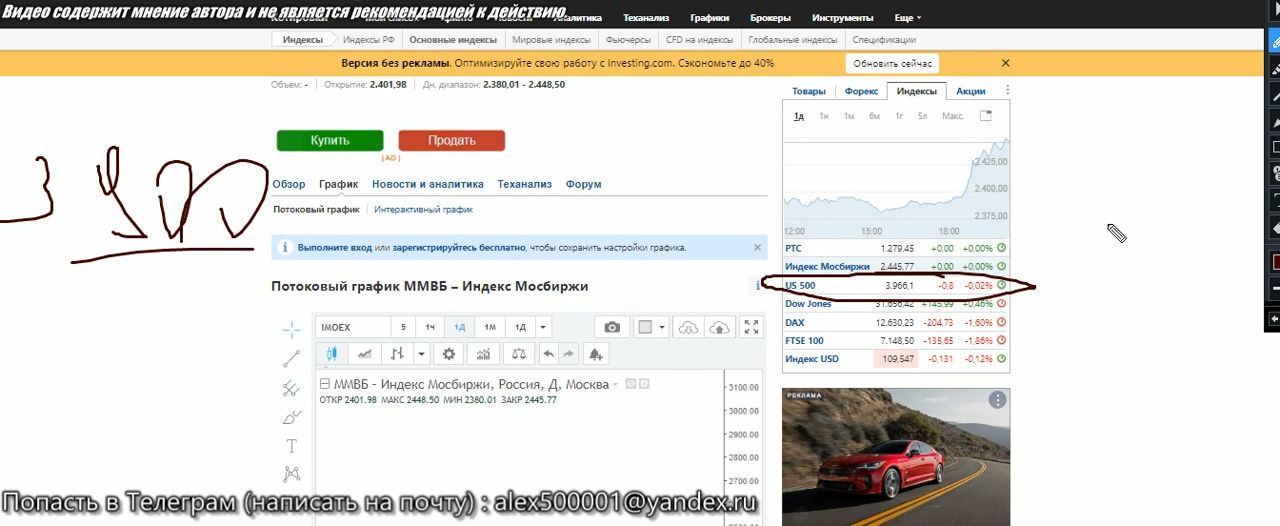 Видео содержит мнение автора и не является рекомендацией к действию.
Аналитика Теханализ Графики Брокеры Инструменты Еще
Индексы Индексы РФ Основные индексы Мировые индексы Фьючерсы CFD на индексы Глобальные индексы Спецификации
Версия без рекламы. Оптимизируйте свою работу с Investing.com. Сэкономьте до 40% Обновить сейчас
Объем: - Открытие: 2.401,98 Дн. диапазон: 2.380,01 - 2.448,50
Товары Форекс Индексы Акции
1д 1н 1м 6м 1г 5л Макс.
Купить Продать
| AD |
2.425,00
2.400,00
2.375,00
12:00 15:00 18:00
Обзор График Новости и аналитика Теханализ Форум
Потоковый график Интерактивный график
Выполните вход или зарегистрируйтесь бесплатно, чтобы сохранить настройки графика.
Потоковый график ММВБ – Индекс Мосбиржи
РТС 1.279,45 +0,00 +0,00%
Индекс Мосбиржи 2.445,77 +0,00 +0,00%
US 500 3.966,1 -0,8 -0,02%
Dow Jones 31.656,42 +145,99 +0,46%
DAX 12.630,23 -204,73 -1,60%
FTSE 100 7.148,50 -135,65 -1,86%
Индекс USD 109,547 -0,131 -0,12%
IMOEX 5 1ч 1Д 1М 1Д
ММВБ - Индекс Мосбиржи, Россия, Д, Москва
ОТКР 2401.98 МАКС 2448.50 МИН 2380.01 ЗАКР 2445.77
3100.00
3000.00
2900.00
2800.00
2700.00
2600.00
РЕКЛАМА
Попасть в Телеграм (написать на почту) : alex500001@yandex.ru